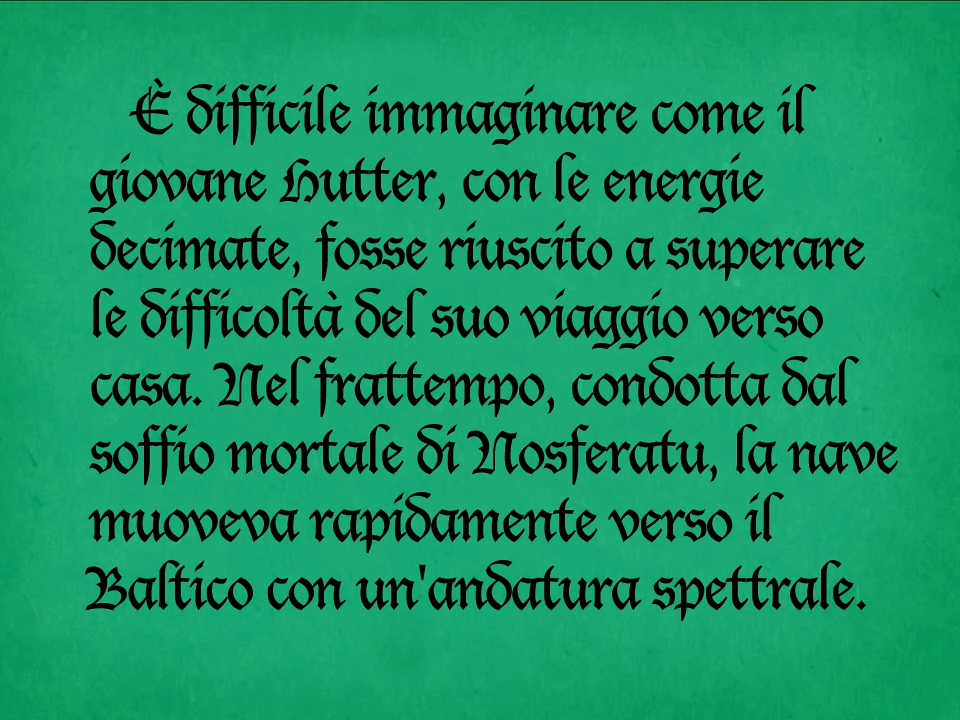 È difficile immaginare come il
giovane Hutter, con le energie
decimate, fosse riuscito a superare
le difficoltà del suo viaggio verso
casa. Nel frattempo, condotta dal
soffio mortale di Nosferatu, la nave
muoveva rapidamente verso il
Baltico con un'andatura spettrale.